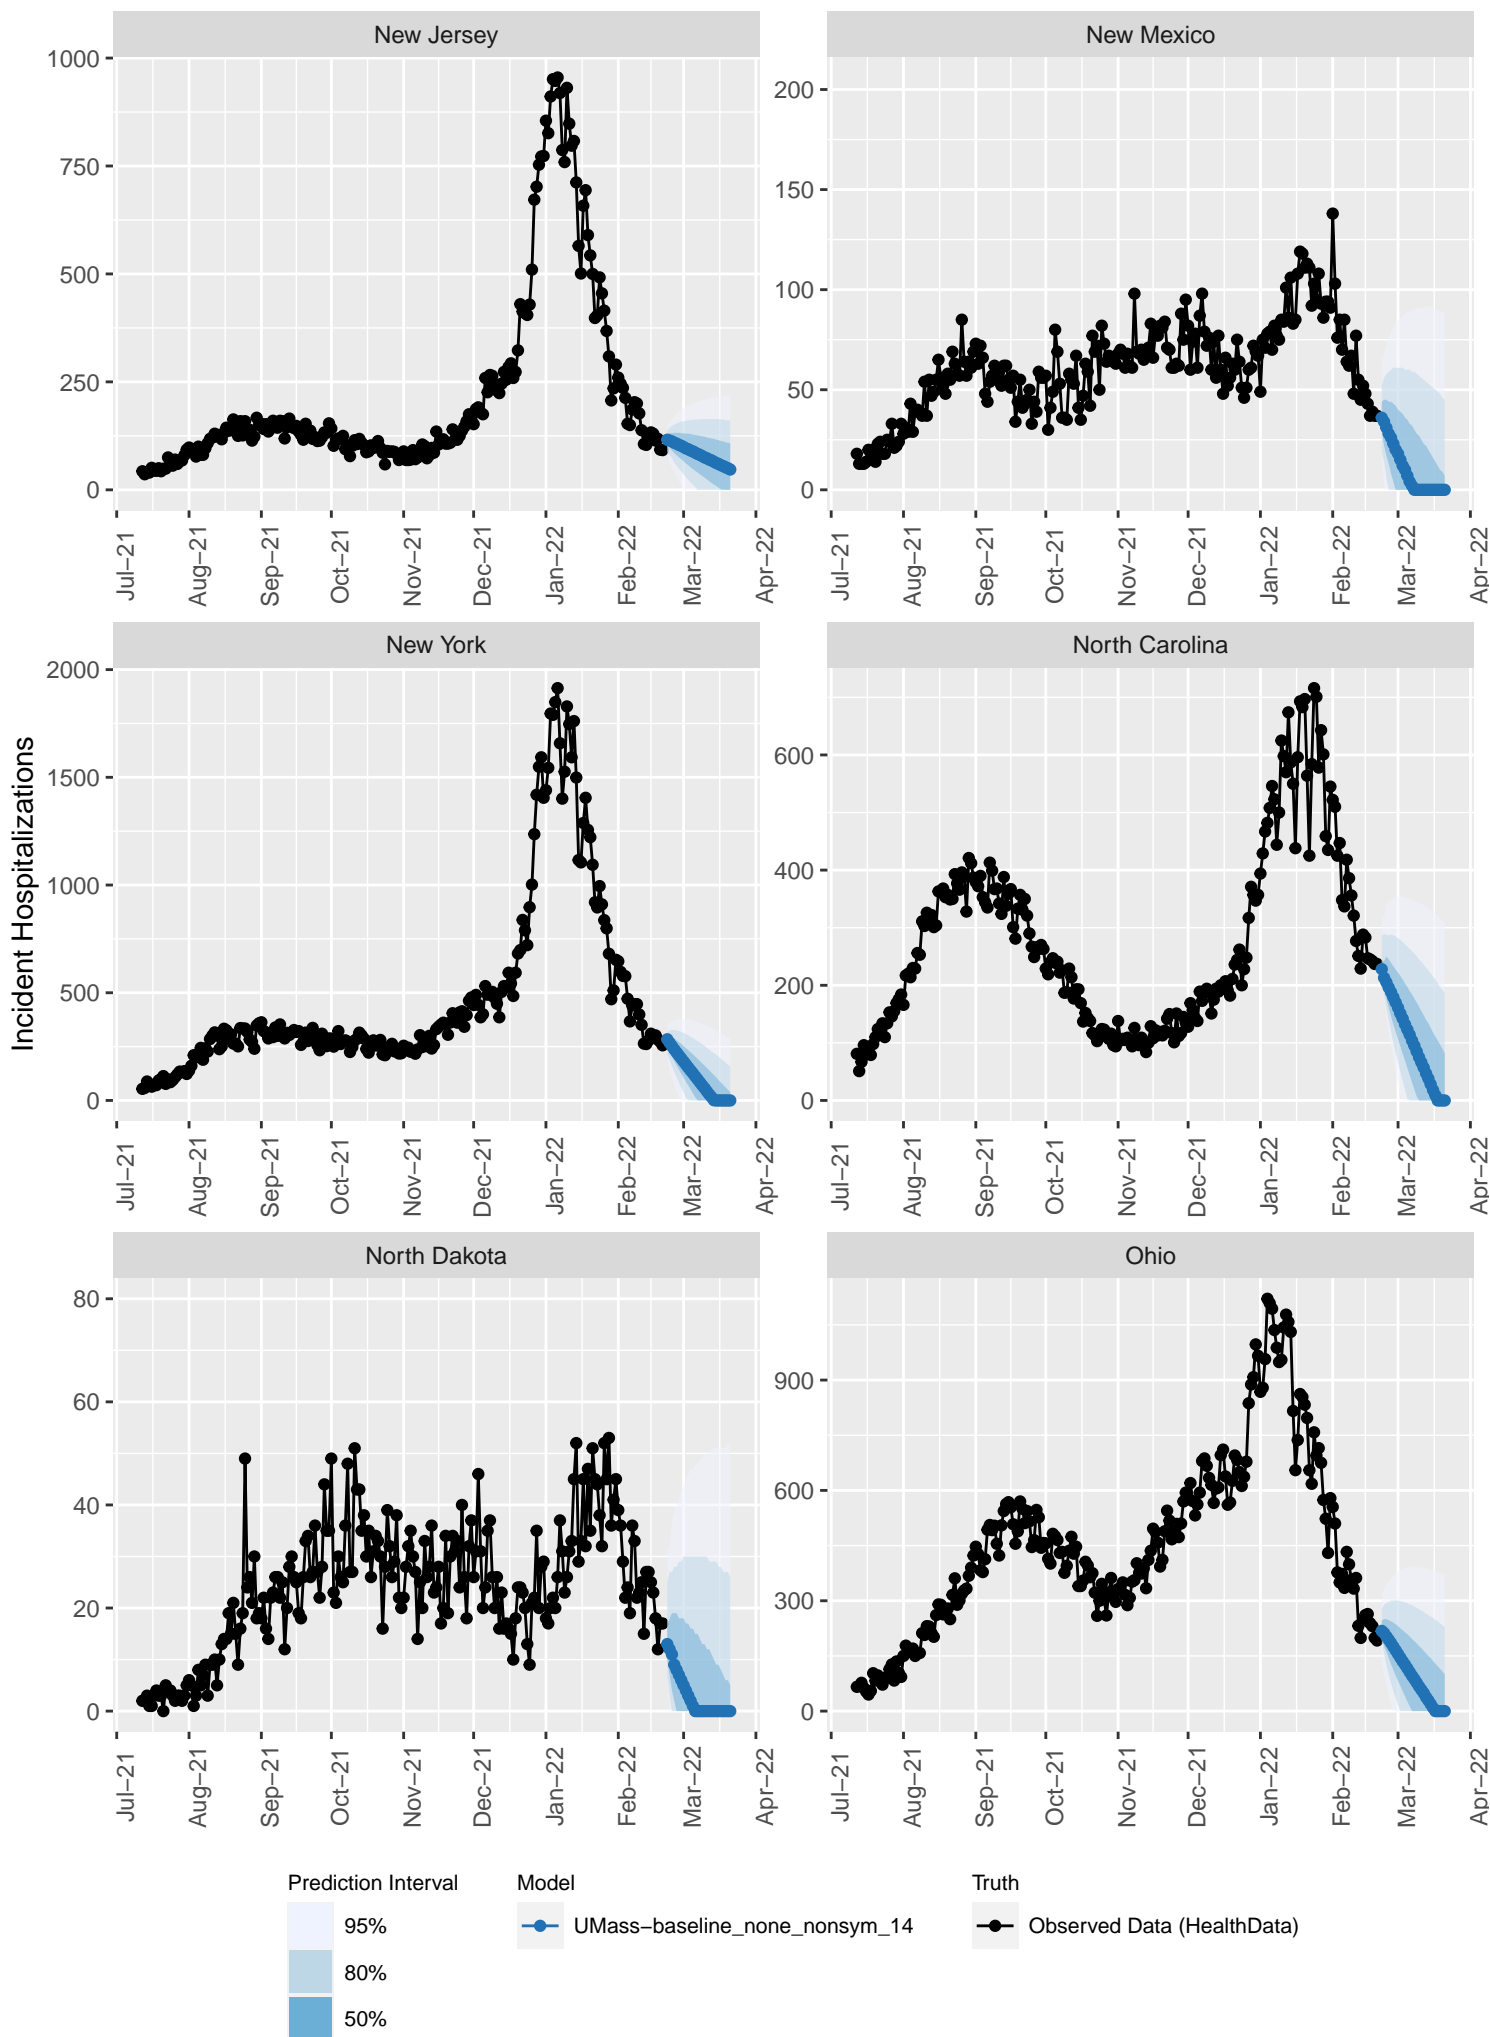 New Jersey
New Mexico
1000
750
500
250
0
200
150
100
50
0
Jul−21
Aug−21
Sep−21
Oct−21
Nov−21
Dec−21
Jan−22
Feb−22
Mar−22
Apr−22
Jul−21
Aug−21
Sep−21
Oct−21
Nov−21
Dec−21
Jan−22
Feb−22
Mar−22
Apr−22
New York
North Carolina
Incident Hospitalizations
2000
1500
1000
500
0
600
400
200
0
Jul−21
Aug−21
Sep−21
Oct−21
Nov−21
Dec−21
Jan−22
Feb−22
Mar−22
Apr−22
Jul−21
Aug−21
Sep−21
Oct−21
Nov−21
Dec−21
Jan−22
Feb−22
Mar−22
Apr−22
North Dakota
Ohio
80
60
40
20
0
900
600
300
0
Jul−21
Aug−21
Sep−21
Oct−21
Nov−21
Dec−21
Jan−22
Feb−22
Mar−22
Apr−22
Jul−21
Aug−21
Sep−21
Oct−21
Nov−21
Dec−21
Jan−22
Feb−22
Mar−22
Apr−22
Prediction Interval
95%
80%
50%
Model
UMass−baseline_none_nonsym_14
Truth
Observed Data (HealthData)